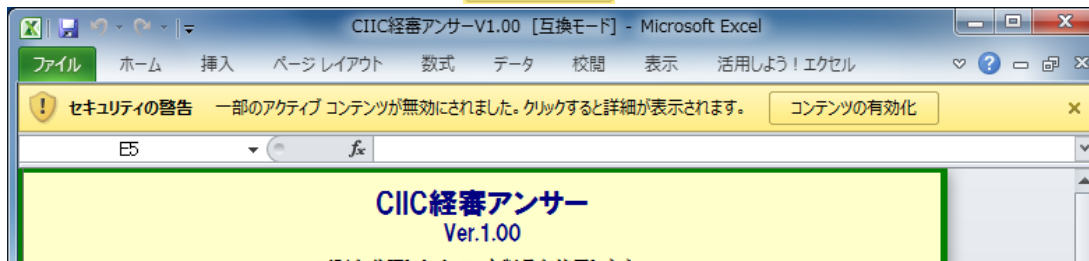 CIIC経審アンサーV1.00 [互換モード] - Microsoft Excel
ファイル ホーム 挿入 ページ レイアウト 数式 データ 校閲 表示 活用しよう！エクセル
セキュリティの警告 一部のアクティブ コンテンツが無効にされました。クリックすると詳細が表示されます。 コンテンツの有効化
E5 fx
CIIC経審アンサー
Ver.1.00